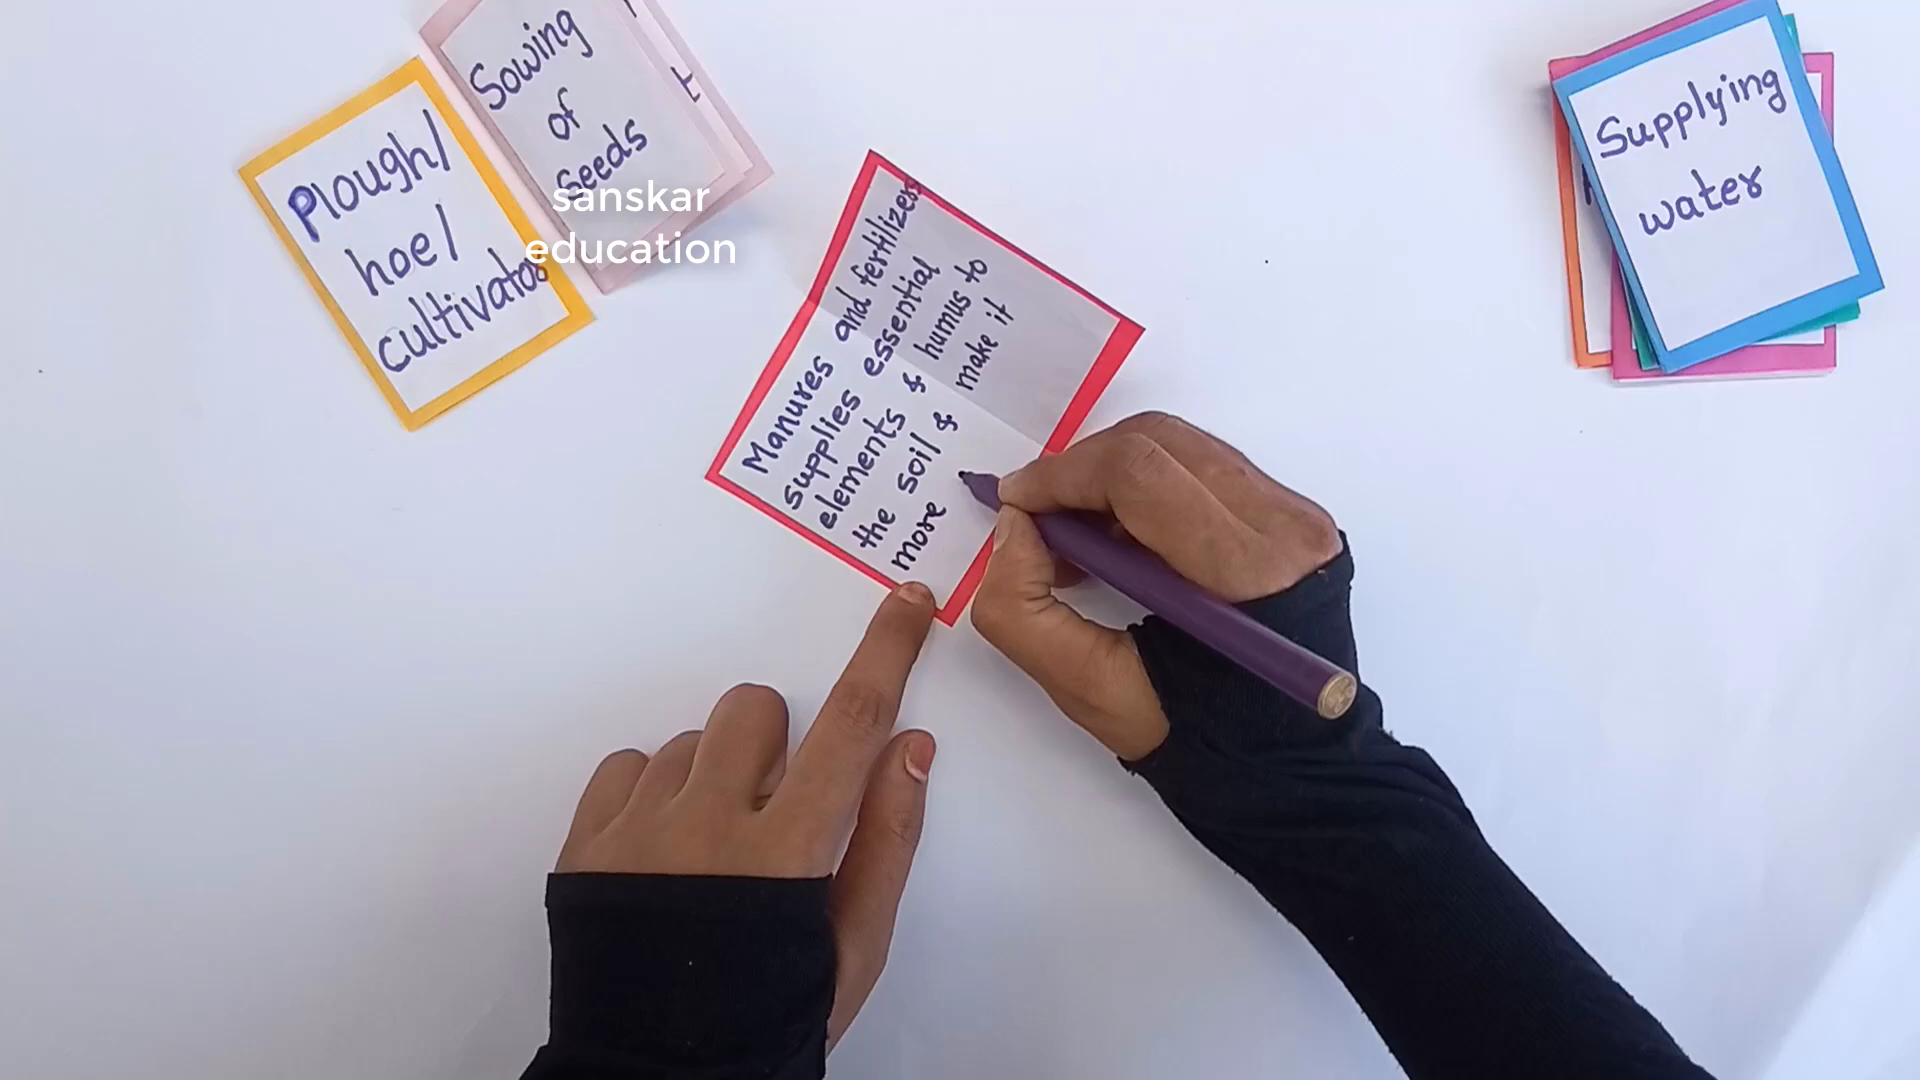 Plough/
hoe/
cultivator
Sowing
of
Seeds
t
sanskar
education
Manures and fertilizers
supplies essential
elements & humus to
the soil & make it
more
Supplying
water